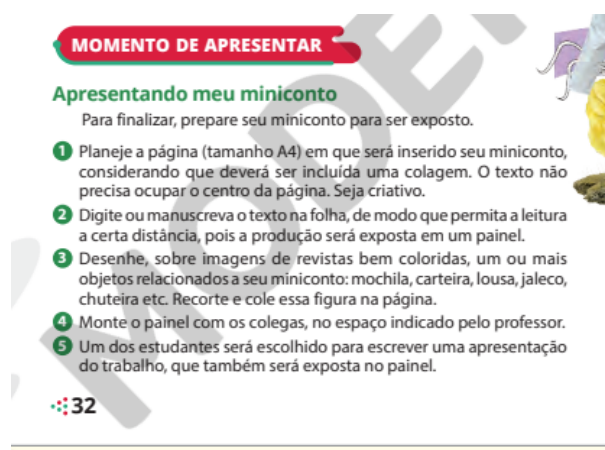 MOMENTO DE APRESENTAR
Apresentando meu miniconto
Para finalizar, prepare seu miniconto para ser exposto.
1 Planeje a página (tamanho A4) em que será inserido seu miniconto,
considerando que deverá ser incluída uma colagem. O texto não
precisa ocupar o centro da página. Seja criativo.
2 Digite ou manuscreva o texto na folha, de modo que permita a leitura
a certa distância, pois a produção será exposta em um painel.
3 Desenhe, sobre imagens de revistas bem coloridas, um ou mais
objetos relacionados a seu miniconto: mochila, carteira, lousa, jaleco,
chuteira etc. Recorte e cole essa figura na página.
4 Monte o painel com os colegas, no espaço indicado pelo professor.
5 Um dos estudantes será escolhido para escrever uma apresentação
do trabalho, que também será exposta no painel.
32